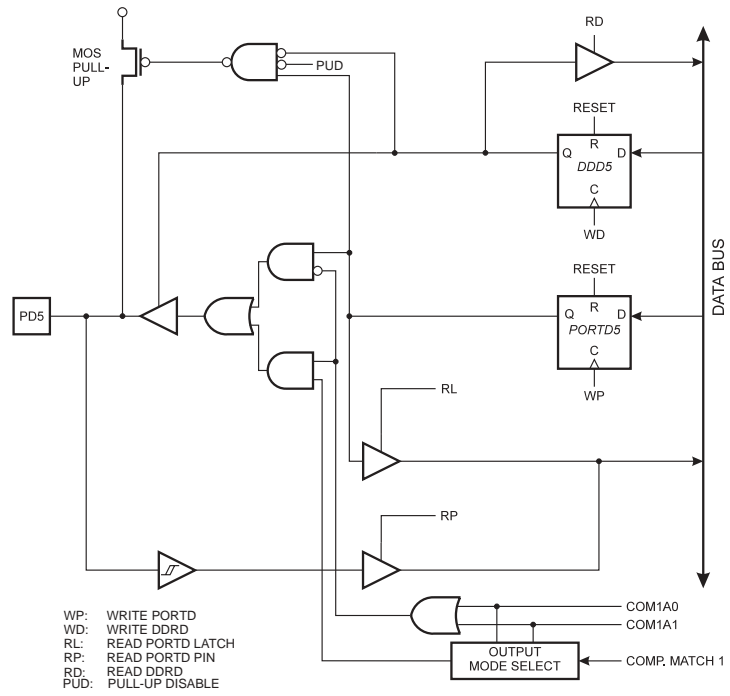 RD
MOS
PULL-
UP
PUD
RESET
R
Q
D
DDD5
C
WD
RESET
R
Q
D
PORTD5
C
WP
PD5
DATA BUS
RL
RP
COM1A0
COM1A1
OUTPUT
MODE SELECT
COMP. MATCH 1
WP: WRITE PORTD
WD: WRITE DDRD
RL: READ PORTD LATCH
RP: READ PORTD PIN
RD: READ DDRD
PUD: PULL-UP DISABLE